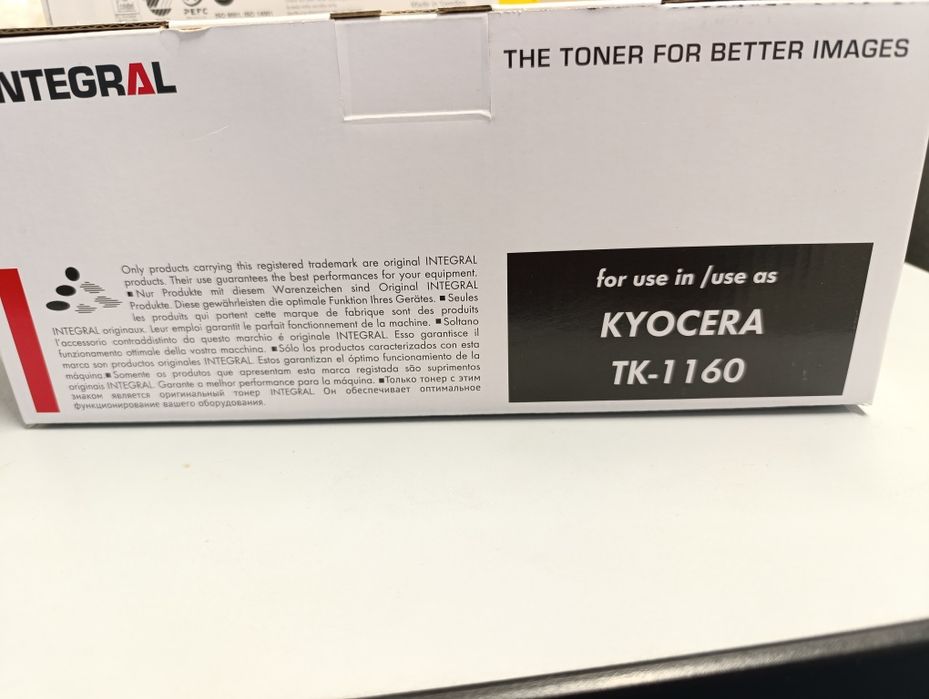 PEFC
Made in Sweden
NTEGRAL
THE TONER FOR BETTER IMAGES
Only products carrying this registered trademark are original INTEGRAL
products. Their use guarantees the best performances for your equipment.
■ Nur Produkte mit diesem Warenzeichen sind Original INTEGRAL
Produkte. Diese gewährleisten die optimale Funktion Ihres Gerätes. ■ Seules
les produits qui portent cette marque de fabrique sont des produits
INTEGRAL originaux. Leur emploi garantit le parfait fonctionnement de la machine. ■ Soltano
l'accessorio contraddistinto da questo marchio é originale INTEGRAL. Esso garantisce il
funzionamento ottimale della vostra macchina. ■Sólo los productos caracterizados con esta
marca son productos originales INTEGRAL. Estos garantizan el óptimo funcionamiento de la
máquina ■ Somente os produtos que apresentam esta marca registada são suprimentos
originais INTEGRAL. Garante a melhor performance para la máquina. ■Только тонер с этим
знаком является оригинальный тонер INTEGRAL. Он обеспечивает оптимальное
функционирование вашего оборудования.
for use in /use as
KYOCERA
TK-1160